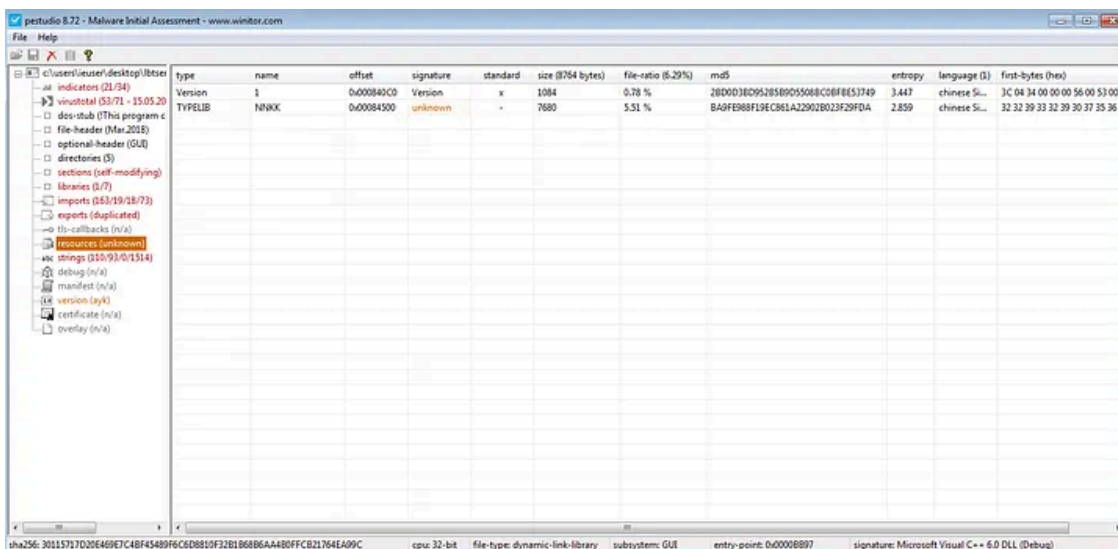 pestudio 8.72 - Malware Initial Assessment - www.winitor.com
File Help
c:\users\ieuser\desktop\lbtser
indicators (21/34)
virustotal (53/71 - 15.05.20
dos-stub (!This program c
file-header (Mar.2018)
optional-header (GUI)
directories (5)
sections (self-modifying)
libraries (1/7)
imports (163/19/18/73)
exports (duplicated)
tls-callbacks (n/a)
resources (unknown)
abc strings (110/93/0/1514)
debug (n/a)
manifest (n/a)
version (ayk)
certificate (n/a)
overlay (n/a)
type name offset signature standard size (8764 bytes) file-ratio (6.29%) md5 entropy language (1) first-bytes (hex)
Version 1 0x000840C0 Version x 1084 0.78 % 3.447 chinese Si... 3C 04 34 00 00 00 56 00 53 00
TYPELIB NNKK 0x00084500 unknown - 7680 5.51 % BA9FE988F19EC861A22902B023F29FDA 2.859 chinese Si... 32 32 39 33 32 39 30 37 35 36
sha256: cpu: 32-bit file-type: dynamic-link-library subsystem: GUI entry-point: 0x0000BB97 signature: Microsoft Visual C++ 6.0 DLL (Debug)